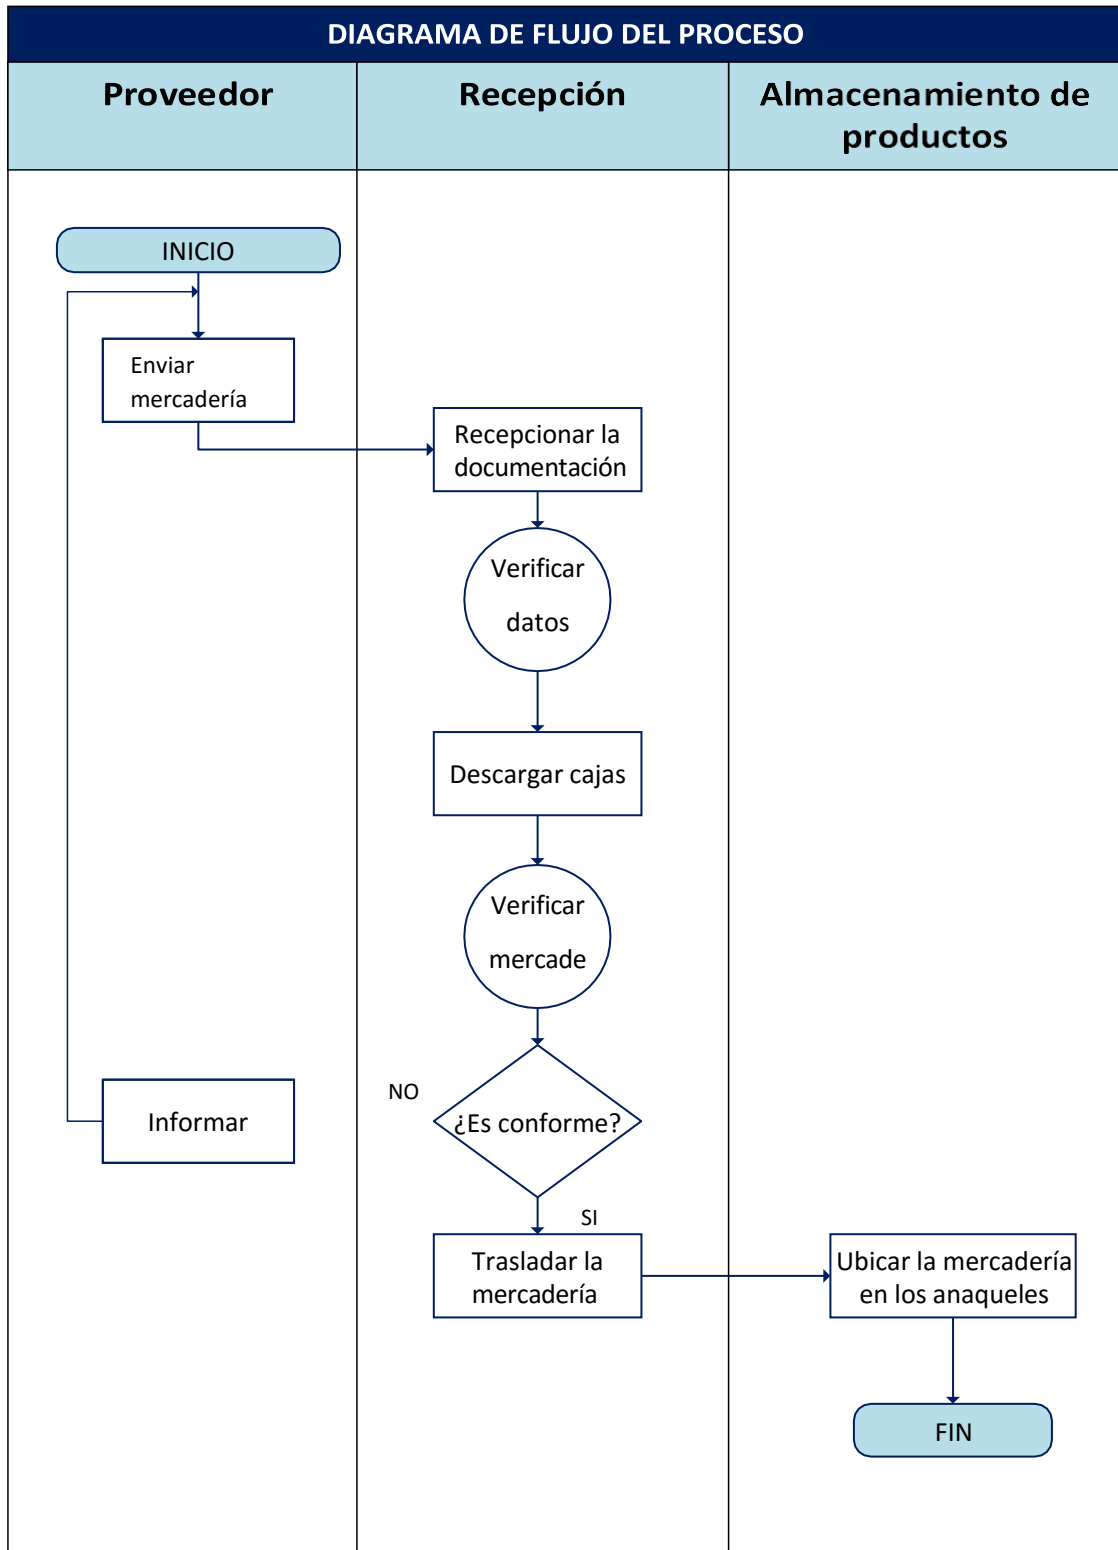 DIAGRAMA DE FLUJO DEL PROCESO
Proveedor
Recepción
Almacenamiento de
productos
INICIO
Enviar
mercadería
Recepcionar la
documentación
Verificar
datos
Descargar cajas
Verificar
mercade
NO
Informar
¿Es conforme?
SI
Trasladar la
mercadería
Ubicar la mercadería
en los anaqueles
FIN